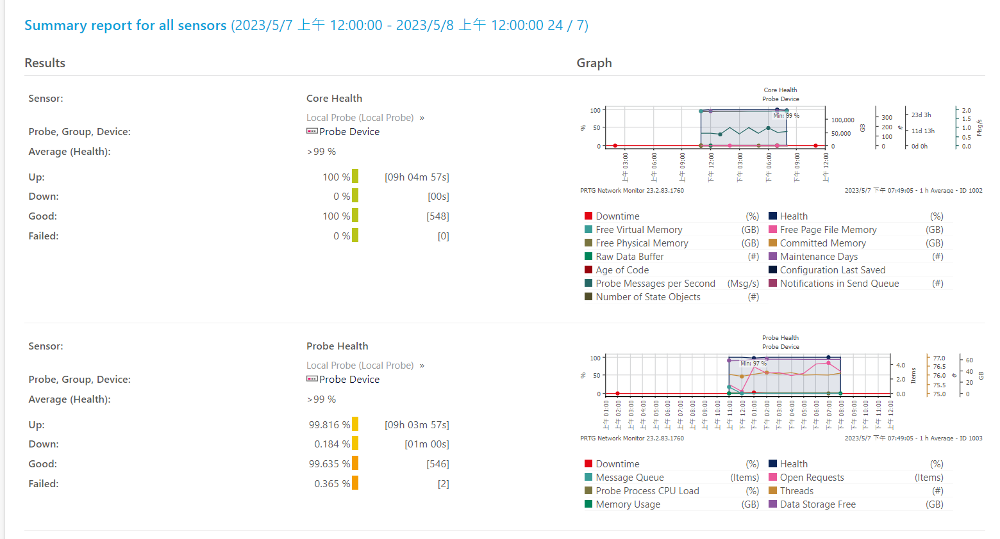 Summary report for all sensors (2023/5/7 上午 12:00:00 - 2023/5/8 上午 12:00:00 24 / 7)
Results
Graph
Sensor:
Core Health
Local Probe (Local Probe) »
Probe, Group, Device:
Probe Device
Average (Health):
>99 %
Up:
100 %
[09h 04m 57s]
Down:
0 %
[00s]
Good:
100 %
[548]
Failed:
0 %
[0]
Core Health
Probe Device
100
50
0
%
Min: 99 %
100,000
50,000
0
GB
300
200
100
0
#
23d 3h
11d 13h
0d 0h
2.0
1.5
1.0
0.5
0.0
Msg/s
上午 03:00
上午 06:00
上午 09:00
下午 12:00
下午 03:00
下午 06:00
下午 09:00
上午 12:00
PRTG Network Monitor 23.2.83.1760
2023/5/7 下午 07:49:05 - 1 h Average - ID 1002
Downtime (%)
Health (%)
Free Virtual Memory (GB)
Free Page File Memory (GB)
Free Physical Memory (GB)
Committed Memory (GB)
Raw Data Buffer (#)
Maintenance Days (#)
Age of Code
Configuration Last Saved
Probe Messages per Second (Msg/s)
Notifications in Send Queue (#)
Number of State Objects (#)
Sensor:
Probe Health
Local Probe (Local Probe) »
Probe, Group, Device:
Probe Device
Average (Health):
>99 %
Up:
99.816 %
[09h 03m 57s]
Down:
0.184 %
[01m 00s]
Good:
99.635 %
[546]
Failed:
0.365 %
[2]
Probe Health
Probe Device
100
50
0
%
Min: 97 %
4.0
2.0
0.0
Items
77.0
76.5
76.0
75.5
75.0
#
60
40
20
0
GB
上午 01:00
上午 02:00
上午 03:00
上午 04:00
上午 05:00
上午 06:00
上午 07:00
上午 08:00
上午 09:00
上午 10:00
上午 11:00
下午 12:00
下午 01:00
下午 02:00
下午 03:00
下午 04:00
下午 05:00
下午 06:00
下午 07:00
下午 08:00
下午 09:00
下午 10:00
下午 11:00
上午 12:00
PRTG Network Monitor 23.2.83.1760
2023/5/7 下午 07:49:05 - 1 h Average - ID 1003
Downtime (%)
Health (%)
Message Queue (Items)
Open Requests (Items)
Probe Process CPU Load (%)
Threads (#)
Memory Usage (GB)
Data Storage Free (GB)